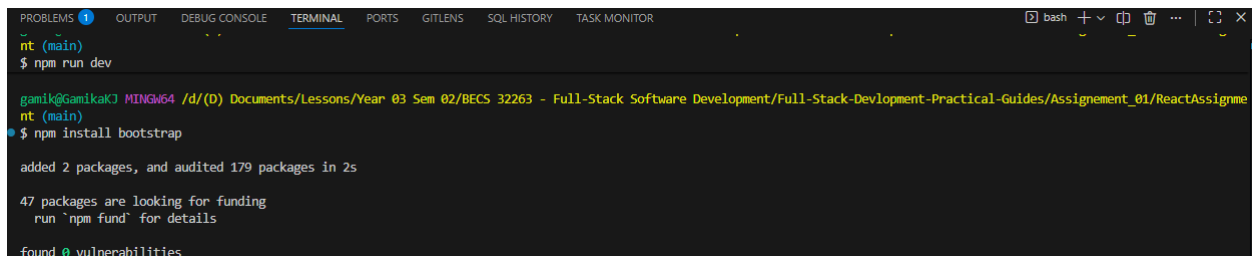 PROBLEMS 1 OUTPUT DEBUG CONSOLE TERMINAL PORTS GITLENS SQL HISTORY TASK MONITOR bash
nt (main)
$ npm run dev
gamik@GamikaKJ MINGW64 /d/(D) Documents/Lessons/Year 03 Sem 02/BECS 32263 - Full-Stack Software Development/Full-Stack-Devlopment-Practical-Guides/Assignement_01/ReactAssignme
nt (main)
$ npm install bootstrap
added 2 packages, and audited 179 packages in 2s
47 packages are looking for funding
run `npm fund` for details
found 0 vulnerabilities